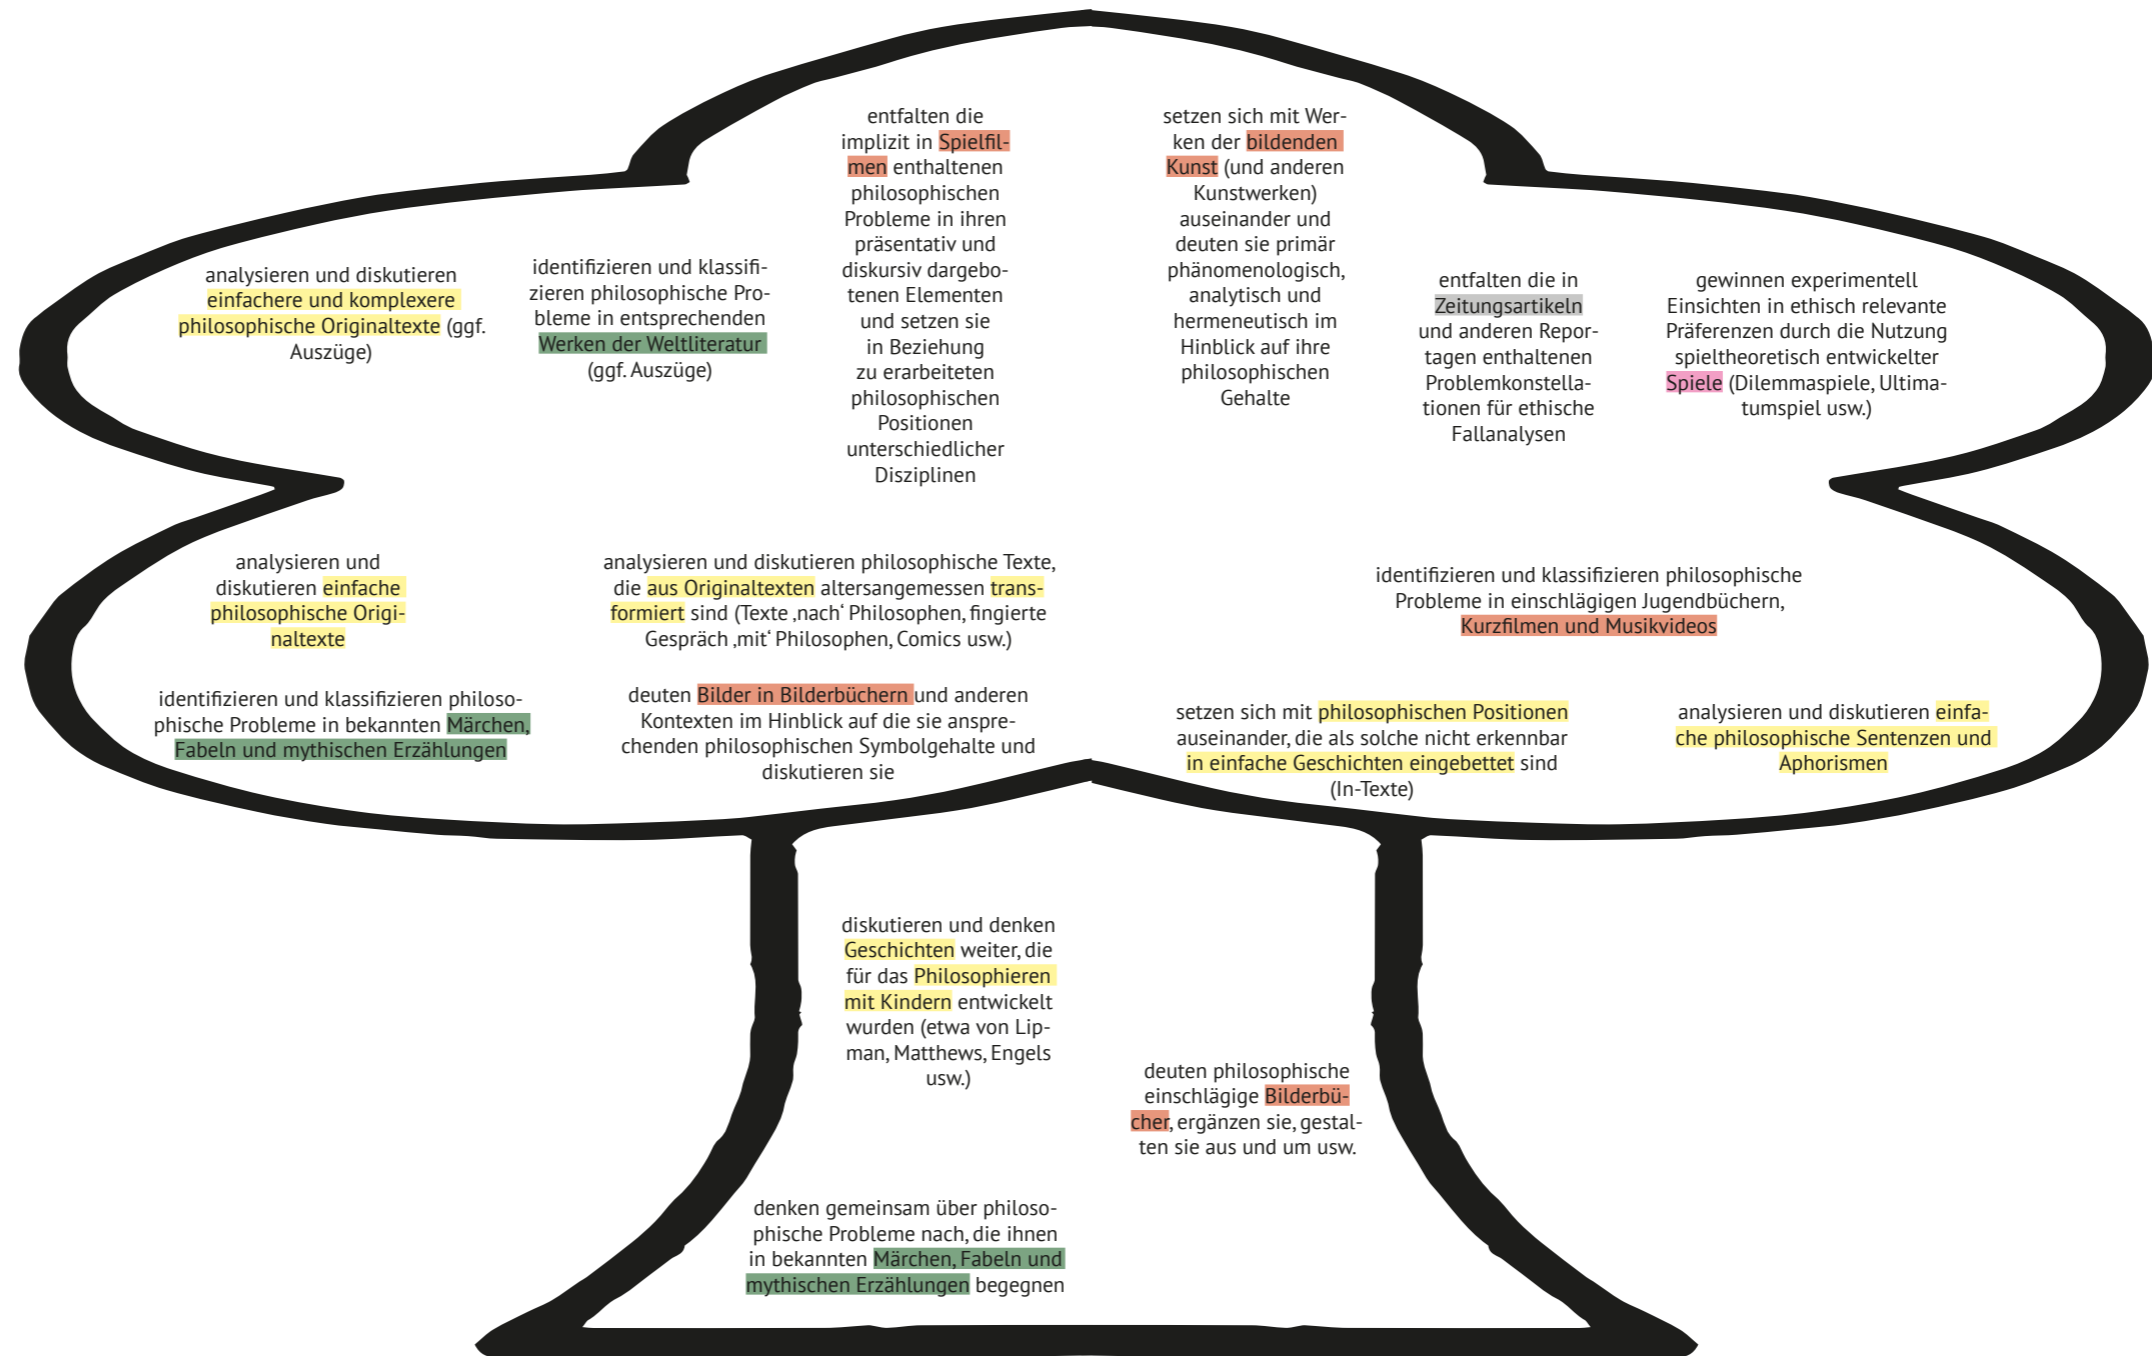 entfalten die
implizit in Spielfil-
men enthaltenen
philosophischen
Probleme in ihren
präsentativ und
diskursiv dargebo-
tenen Elementen
und setzen sie
in Beziehung
zu erarbeiteten
philosophischen
Positionen
unterschiedlicher
Disziplinen
setzen sich mit Wer-
ken der bildenden
Kunst (und anderen
Kunstwerken)
auseinander und
deuten sie primär
phänomenologisch,
analytisch und
hermeneutisch im
Hinblick auf ihre
philosophischen
Gehalte
analysieren und diskutieren
einfachere und komplexere
philosophische Originaltexte (ggf.
Auszüge)
identifizieren und klassifi-
zieren philosophische Pro-
bleme in entsprechenden
Werken der Weltliteratur
(ggf. Auszüge)
entfalten die in
Zeitungsartikeln
und anderen Repor-
tagen enthaltenen
Problemkonstella-
tionen für ethische
Fallanalysen
gewinnen experimentell
Einsichten in ethisch relevante
Präferenzen durch die Nutzung
spieltheoretisch entwickelter
Spiele (Dilemmaspiele, Ultima-
tumspiel usw.)
analysieren und
diskutieren einfache
philosophische Origi-
naltexte
analysieren und diskutieren philosophische Texte,
die aus Originaltexten altersangemessen trans-
formiert sind (Texte ‚nach‘ Philosophen, fingierte
Gespräch ‚mit‘ Philosophen, Comics usw.)
identifizieren und klassifizieren philosophische
Probleme in einschlägigen Jugendbüchern,
Kurzfilmen und Musikvideos
identifizieren und klassifizieren philoso-
phische Probleme in bekannten Märchen,
Fabeln und mythischen Erzählungen
deuten Bilder in Bilderbüchern und anderen
Kontexten im Hinblick auf die sie anspre-
chenden philosophischen Symbolgehalte und
diskutieren sie
setzen sich mit philosophischen Positionen
auseinander, die als solche nicht erkennbar
in einfache Geschichten eingebettet sind
(In-Texte)
analysieren und diskutieren einfa-
che philosophische Sentenzen und
Aphorismen
diskutieren und denken
Geschichten weiter, die
für das Philosophieren
mit Kindern entwickelt
wurden (etwa von Lip-
man, Matthews, Engels
usw.)
deuten philosophische
einschlägige Bilderbü-
cher, ergänzen sie, gestal-
ten sie aus und um usw.
denken gemeinsam über philoso-
phische Probleme nach, die ihnen
in bekannten Märchen, Fabeln und
mythischen Erzählungen begegnen